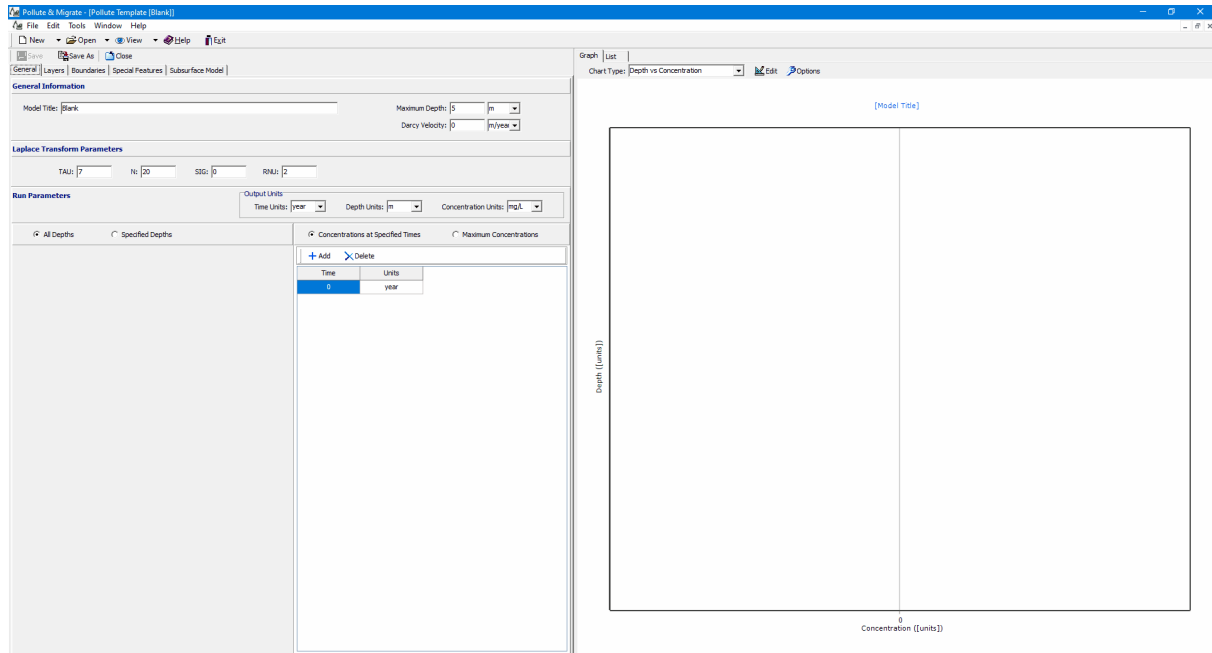 Pollute & Migrate - [Pollute Template [Blank]]
File Edit Tools Window Help
New Open View Help Exit
Save Save As Close
General Layers Boundaries Special Features Subsurface Model
General Information
Model Title: Blank
Maximum Depth: 5 m
Darcy Velocity: 0 m/year
Laplace Transform Parameters
TAU: 7 N: 20 SIG: 0 RNU: 2
Run Parameters
Output Units
Time Units: year Depth Units: m Concentration Units: mg/L
All Depths Specified Depths
Concentrations at Specified Times Maximum Concentrations
Add Delete
Time Units
0 year
Graph List
Chart Type: Depth vs Concentration Edit Options
[Model Title]
Depth ([units])
0
Concentration ([units])